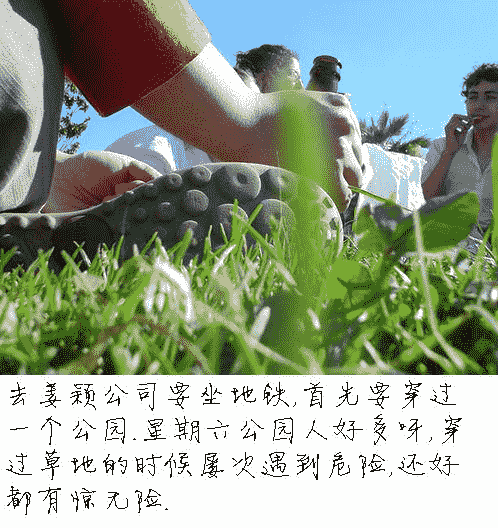 去姜颖公司要坐地铁,首先要穿过
一个公园.星期六公园人好多呀,穿
过草地的时候屡次遇到危险,还好
都有惊无险.